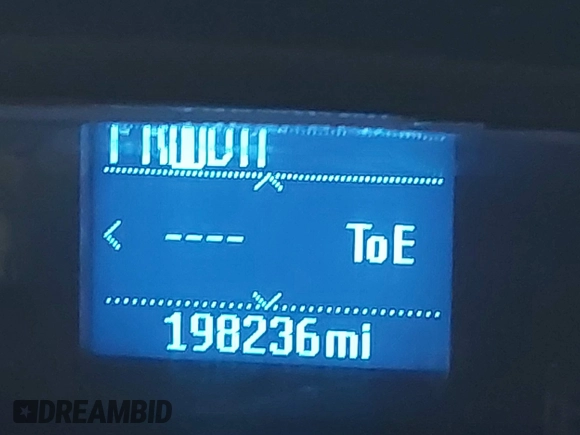 ---- ToE
198236mi
DREAMBID